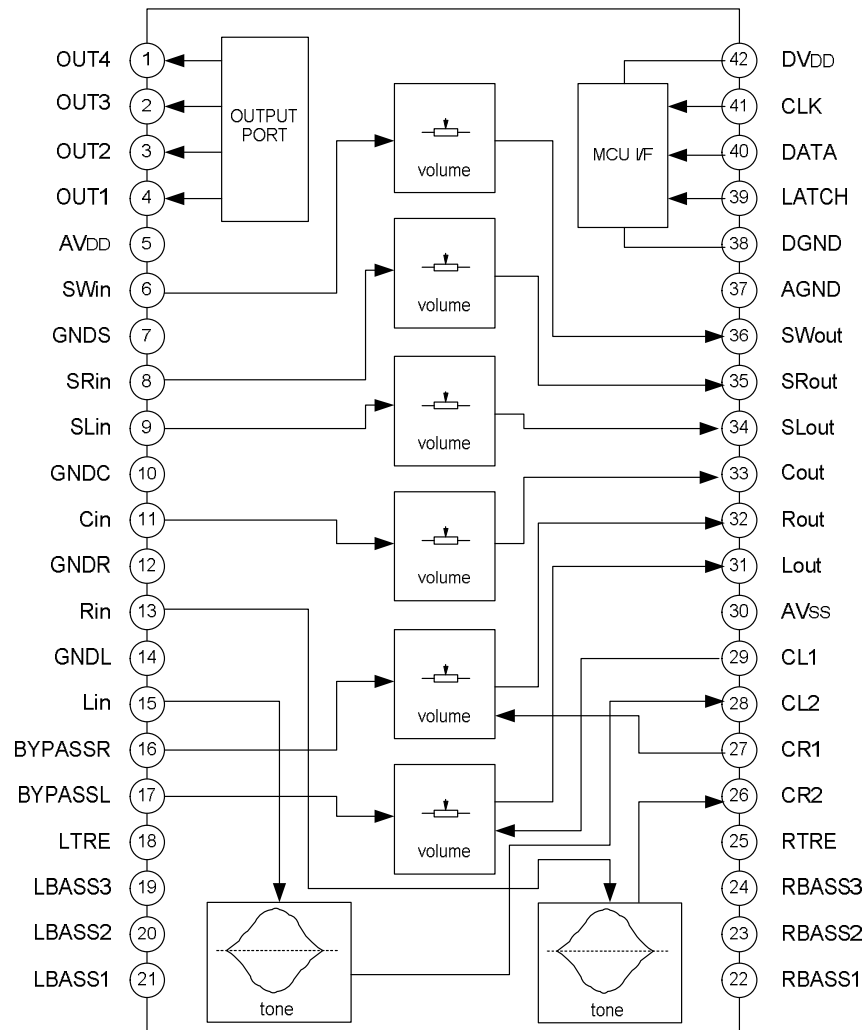 OUT4 1
OUT3 2
OUT2 3
OUT1 4
AVDD 5
SWin 6
GNDS 7
SRin 8
SLin 9
GNDC 10
Cin 11
GNDR 12
Rin 13
GNDL 14
Lin 15
BYPASSR 16
BYPASSL 17
LTRE 18
LBASS3 19
LBASS2 20
LBASS1 21
OUTPUT
PORT
volume
volume
volume
volume
volume
volume
tone
tone
MCU I/F
42 DVDD
41 CLK
40 DATA
39 LATCH
38 DGND
37 AGND
36 SWout
35 SRout
34 SLout
33 Cout
32 Rout
31 Lout
30 AVSS
29 CL1
28 CL2
27 CR1
26 CR2
25 RTRE
24 RBASS3
23 RBASS2
22 RBASS1